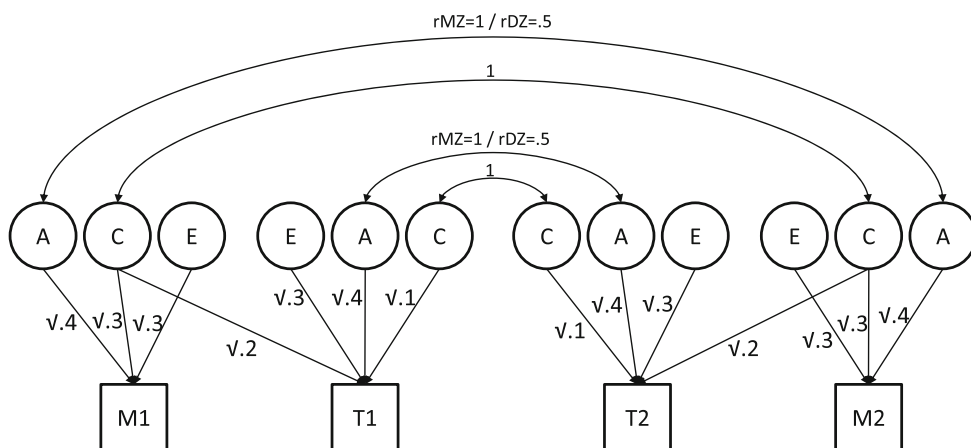 rMZ=1 / rDZ=.5
1
rMZ=1 / rDZ=.5
1
A C E E A C C A E E C A
√.4 √.3 √.3 √.2 √.3 √.4 √.1 √.1 √.4 √.3 √.2 √.3 √.3 √.4
M1 T1 T2 M2